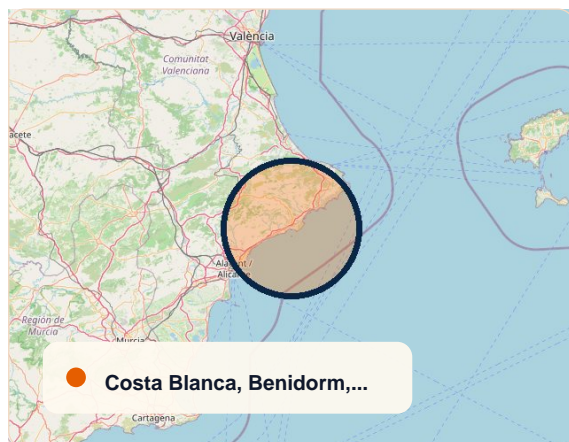 València
Comunitat
Valenciana
acete
Alacant /
Alicante
Región de
Murcia
Murcia
Costa Blanca, Benidorm,...
Cartagena